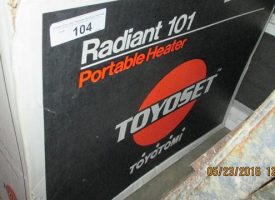 104
Radiant 101
Portable Heater
TOYOSET
TOYOTOMI
05/23/2016